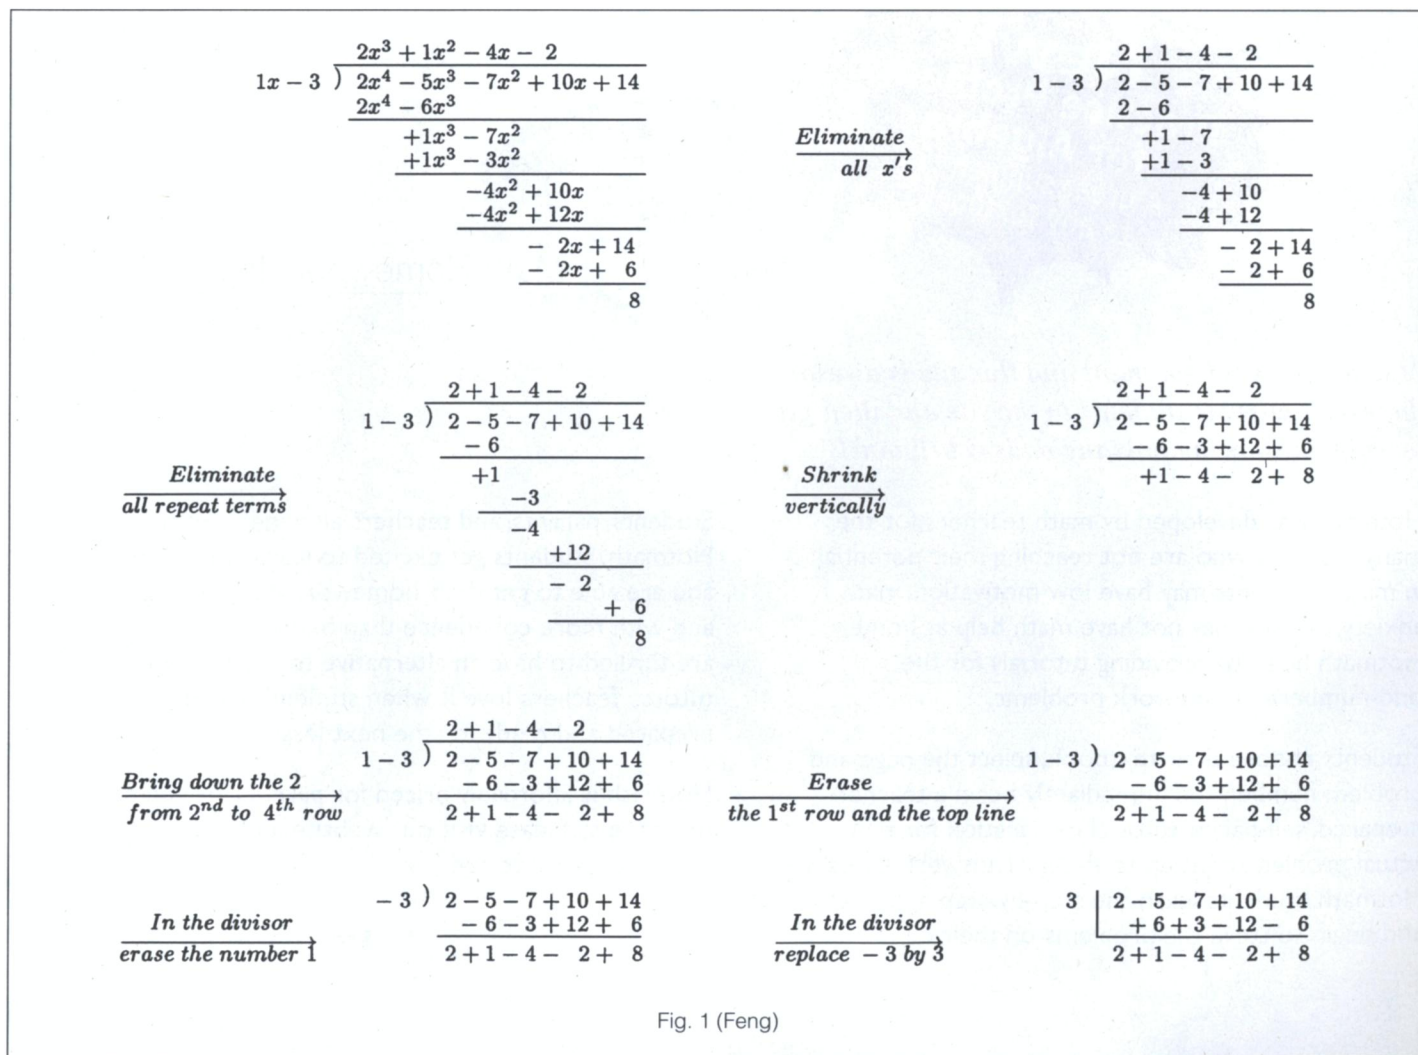 2x³ + 1x² − 4x − 2
1x − 3 ) 2x⁴ − 5x³ − 7x² + 10x + 14
2x⁴ − 6x³
+1x³ − 7x²
+1x³ − 3x²
−4x² + 10x
−4x² + 12x
− 2x + 14
− 2x + 6
8
Eliminate
all x's
2 + 1 − 4 − 2
1 − 3 ) 2 − 5 − 7 + 10 + 14
2 − 6
+1 − 7
+1 − 3
−4 + 10
−4 + 12
− 2 + 14
− 2 + 6
8
Eliminate
all repeat terms
2 + 1 − 4 − 2
1 − 3 ) 2 − 5 − 7 + 10 + 14
− 6
+1
−3
−4
+12
− 2
+ 6
8
Shrink
vertically
2 + 1 − 4 − 2
1 − 3 ) 2 − 5 − 7 + 10 + 14
− 6 − 3 + 12 + 6
+1 − 4 − 2 + 8
Bring down the 2
from 2nd to 4th row
2 + 1 − 4 − 2
1 − 3 ) 2 − 5 − 7 + 10 + 14
− 6 − 3 + 12 + 6
2 + 1 − 4 − 2 + 8
Erase
the 1st row and the top line
1 − 3 ) 2 − 5 − 7 + 10 + 14
− 6 − 3 + 12 + 6
2 + 1 − 4 − 2 + 8
In the divisor
erase the number 1
− 3 ) 2 − 5 − 7 + 10 + 14
− 6 − 3 + 12 + 6
2 + 1 − 4 − 2 + 8
In the divisor
replace − 3 by 3
3 2 − 5 − 7 + 10 + 14
+ 6 + 3 − 12 − 6
2 + 1 − 4 − 2 + 8
Fig. 1 (Feng)